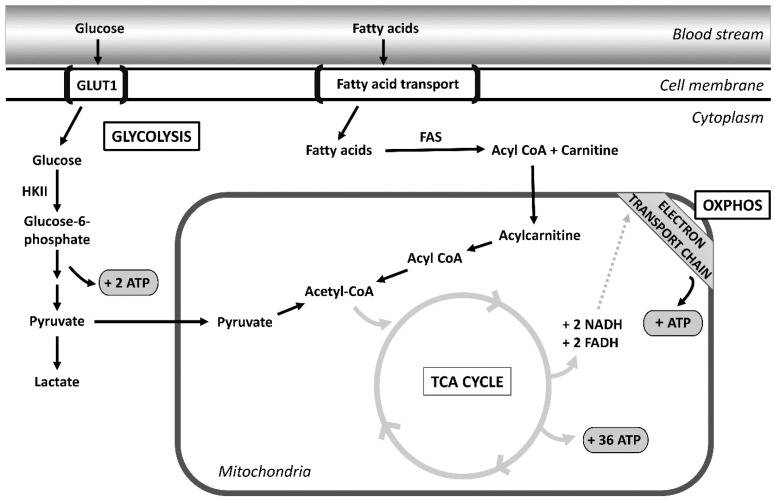 Glucose
Fatty acids
Blood stream
GLUT1
Fatty acid transport
Cell membrane
Cytoplasm
GLYCOLYSIS
FAS
Glucose
Fatty acids
Acyl CoA + Carnitine
HKII
OXPHOS
ELECTRON
TRANSPORT CHAIN
Glucose-6-
phosphate
Acylcarnitine
Acyl CoA
+ 2 ATP
Acetyl-CoA
Pyruvate
Pyruvate
+ 2 NADH
+ 2 FADH
+ ATP
Lactate
TCA CYCLE
+ 36 ATP
Mitochondria